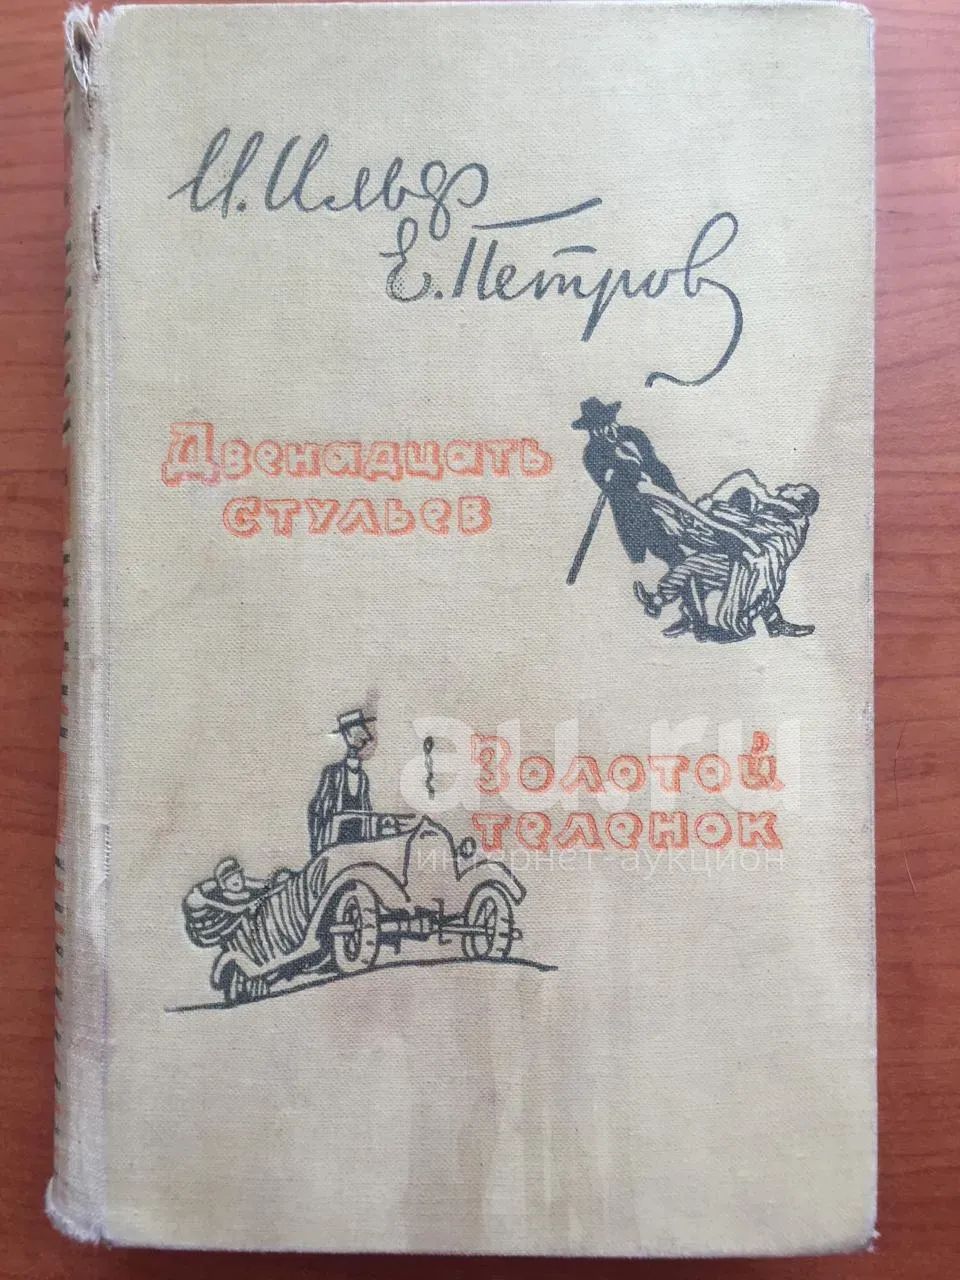 И. Ильф
Е. Петров
Двенадцать
стульев
au.ru
интернет-аукцион
Золотой
теленок